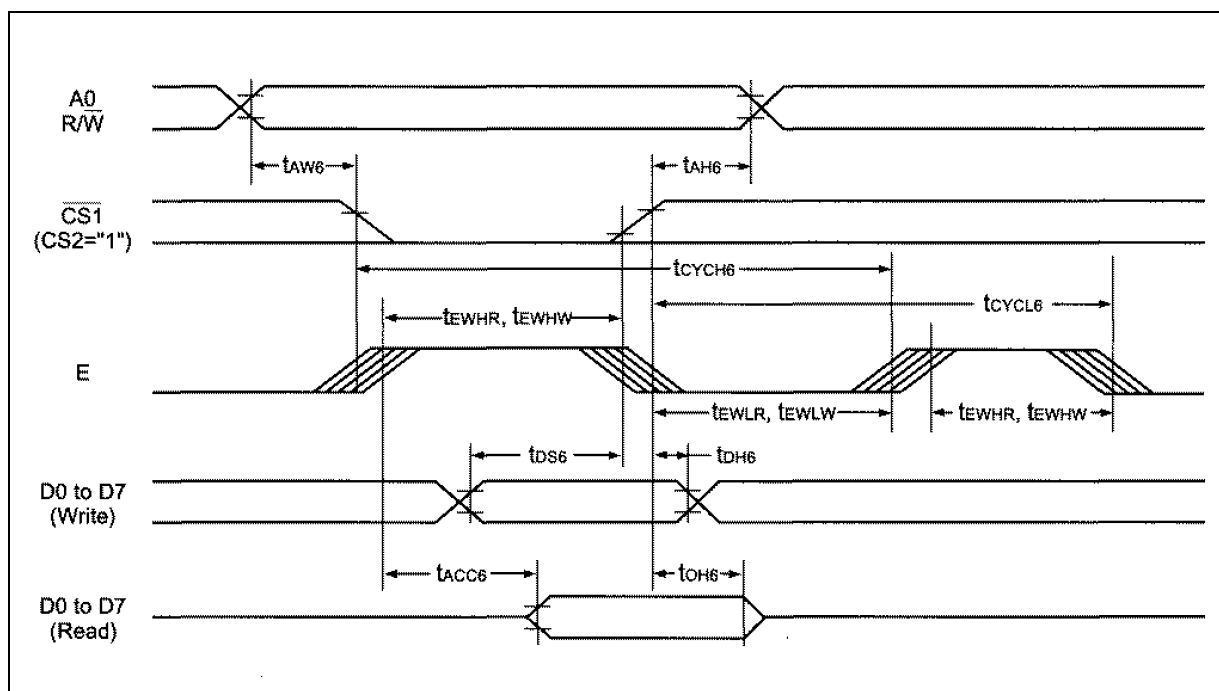 A0
R/W̅
tAW6
tAH6
C̅S̅1̅
(CS2="1")
tCYCH6
tCYCL6
tEWHR, tEWHW
E
tEWLR, tEWLW
tEWHR, tEWHW
tDS6
tDH6
D0 to D7
(Write)
tACC6
tOH6
D0 to D7
(Read)